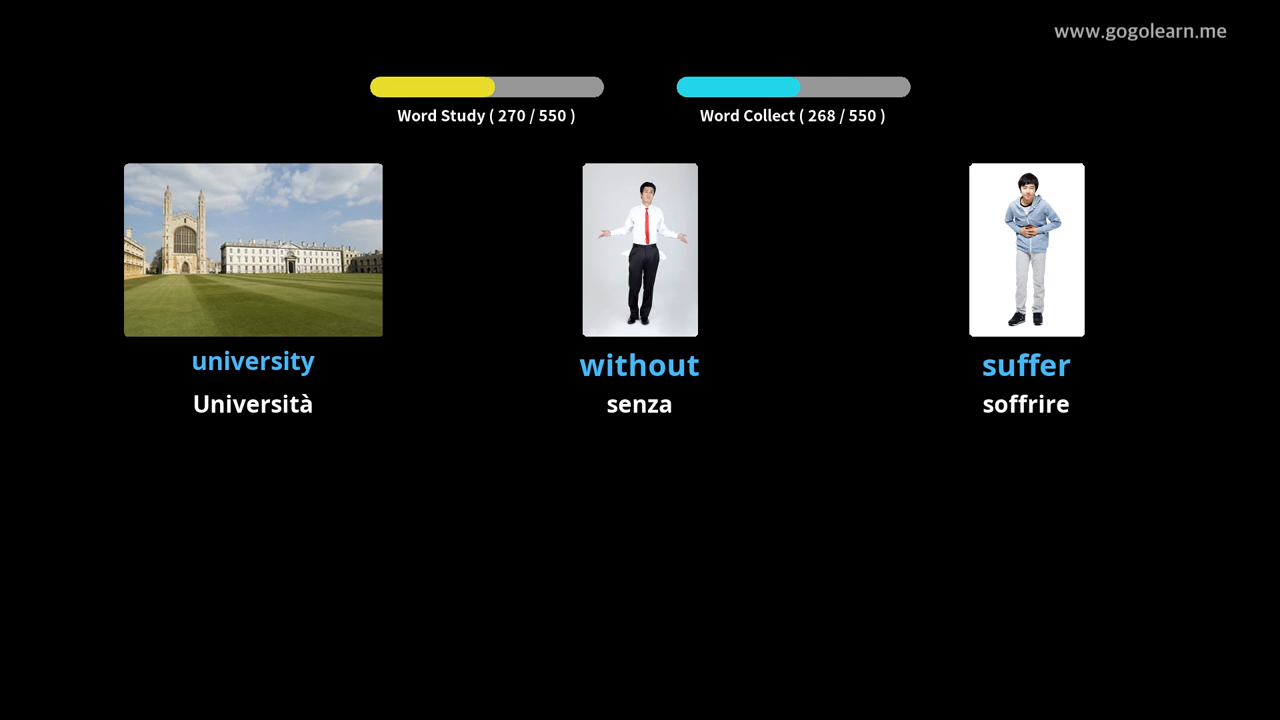 www.gogolearn.me
Word Study ( 270 / 550 )
Word Collect ( 268 / 550 )
university
without
suffer
Università
senza
soffrire